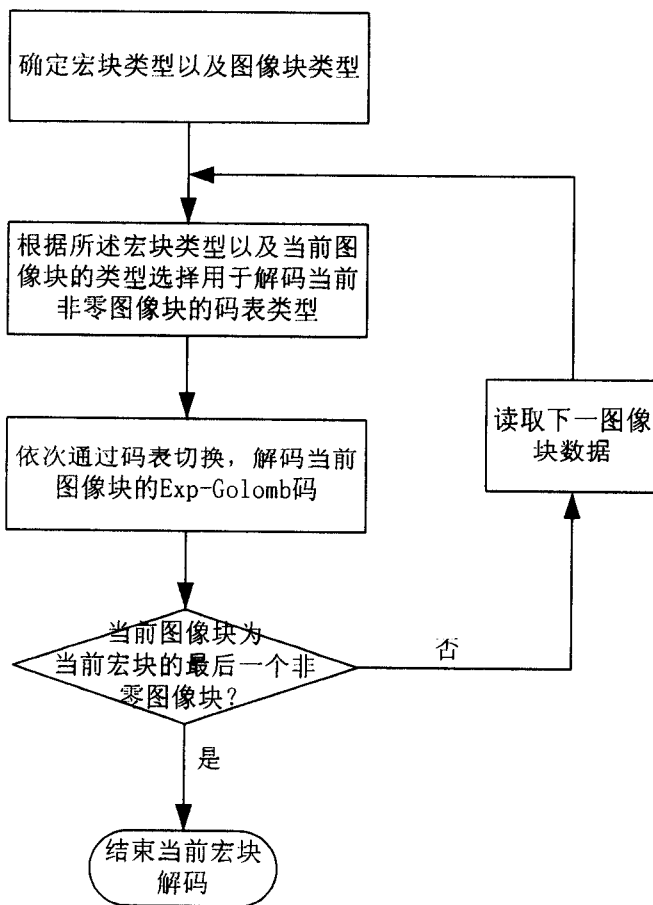 确定宏块类型以及图像块类型
根据所述宏块类型以及当前图
像块的类型选择用于解码当前
非零图像块的码表类型
读取下一图像
块数据
依次通过码表切换，解码当前
图像块的Exp-Golomb码
当前图像块为
当前宏块的最后一个非
零图像块?
否
是
结束当前宏块
解码